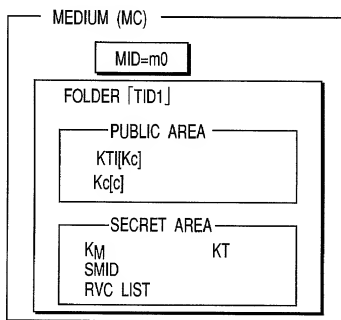 MEDIUM (MC)
MID=m0
FOLDER「TID1」
PUBLIC AREA
KTI[Kc]
Kc[c]
SECRET AREA
KM KT
SMID
RVC LIST